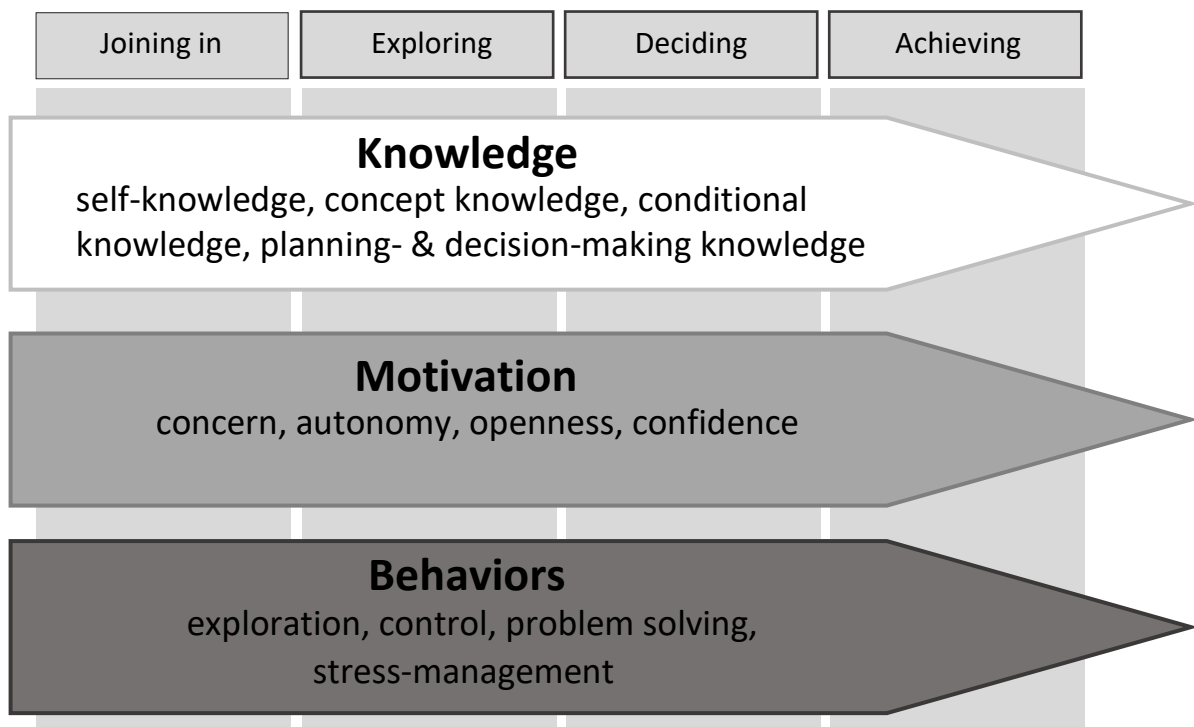 Joining in
Exploring
Deciding
Achieving
Knowledge
self-knowledge, concept knowledge, conditional
knowledge, planning- & decision-making knowledge
Motivation
concern, autonomy, openness, confidence
Behaviors
exploration, control, problem solving,
stress-management